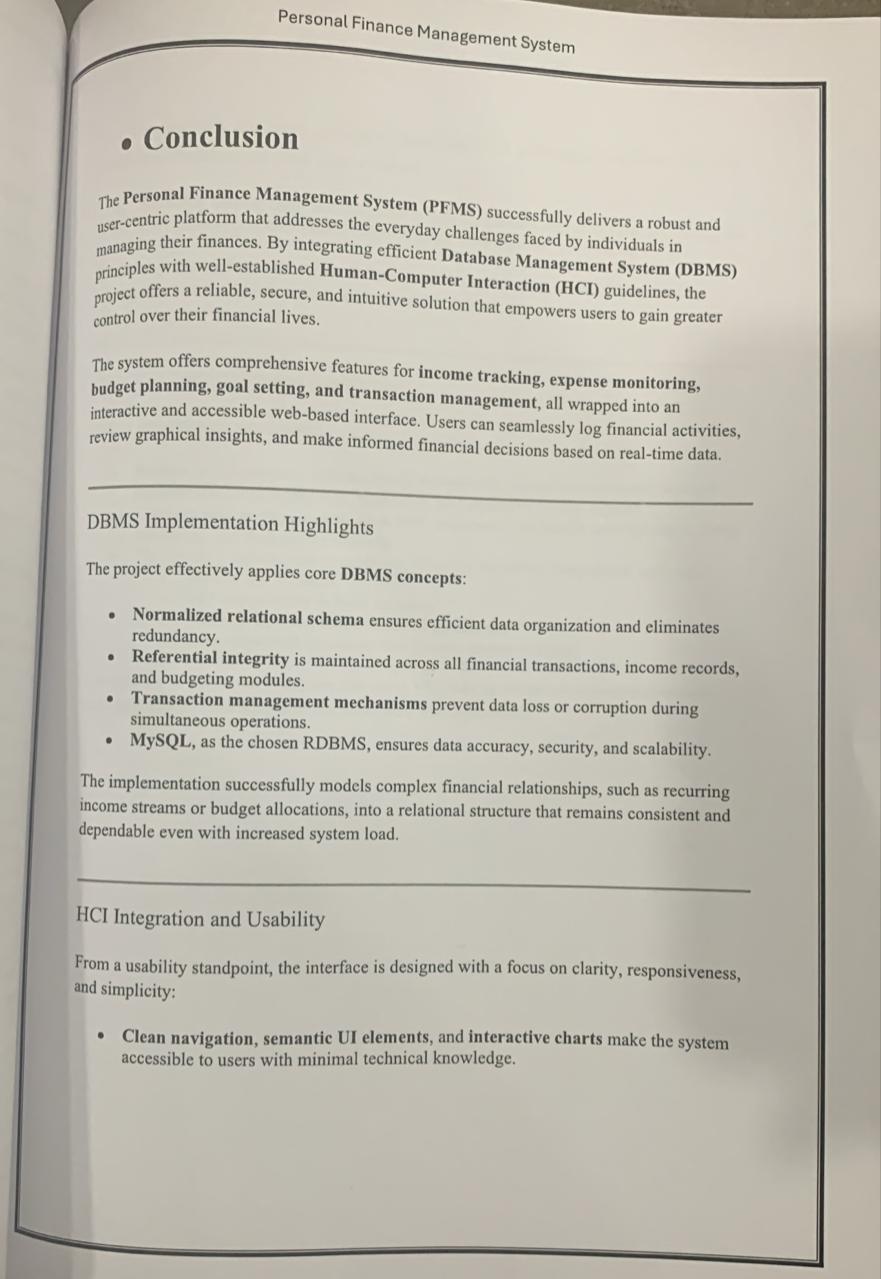 Personal Finance Management System
• Conclusion
The Personal Finance Management System (PFMS) successfully delivers a robust and
user-centric platform that addresses the everyday challenges faced by individuals in
managing their finances. By integrating efficient Database Management System (DBMS)
principles with well-established Human-Computer Interaction (HCI) guidelines, the
project offers a reliable, secure, and intuitive solution that empowers users to gain greater
control over their financial lives.
The system offers comprehensive features for income tracking, expense monitoring,
budget planning, goal setting, and transaction management, all wrapped into an
interactive and accessible web-based interface. Users can seamlessly log financial activities,
review graphical insights, and make informed financial decisions based on real-time data.
DBMS Implementation Highlights
The project effectively applies core DBMS concepts:
• Normalized relational schema ensures efficient data organization and eliminates
redundancy.
• Referential integrity is maintained across all financial transactions, income records,
and budgeting modules.
• Transaction management mechanisms prevent data loss or corruption during
simultaneous operations.
• MySQL, as the chosen RDBMS, ensures data accuracy, security, and scalability.
The implementation successfully models complex financial relationships, such as recurring
income streams or budget allocations, into a relational structure that remains consistent and
dependable even with increased system load.
HCI Integration and Usability
From a usability standpoint, the interface is designed with a focus on clarity, responsiveness,
and simplicity:
• Clean navigation, semantic UI elements, and interactive charts make the system
accessible to users with minimal technical knowledge.